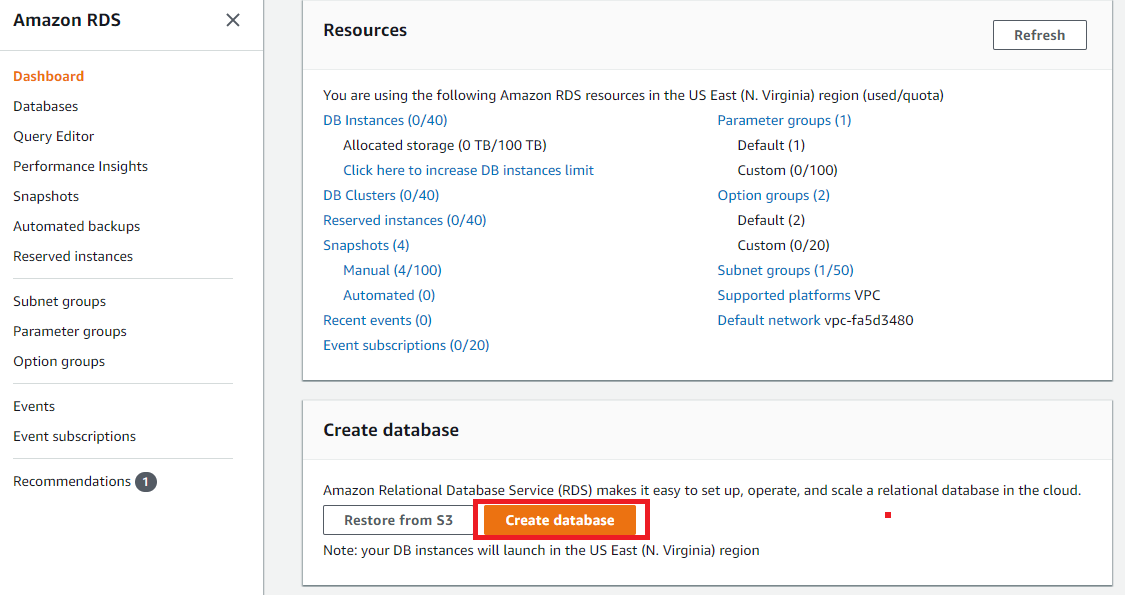 Amazon RDS
Dashboard
Databases
Query Editor
Performance Insights
Snapshots
Automated backups
Reserved instances
Subnet groups
Parameter groups
Option groups
Events
Event subscriptions
Recommendations 1
Resources
Refresh
You are using the following Amazon RDS resources in the US East (N. Virginia) region (used/quota)
DB Instances (0/40)
Allocated storage (0 TB/100 TB)
Click here to increase DB instances limit
DB Clusters (0/40)
Reserved instances (0/40)
Snapshots (4)
Manual (4/100)
Automated (0)
Recent events (0)
Event subscriptions (0/20)
Parameter groups (1)
Default (1)
Custom (0/100)
Option groups (2)
Default (2)
Custom (0/20)
Subnet groups (1/50)
Supported platforms VPC
Default network vpc-fa5d3480
Create database
Amazon Relational Database Service (RDS) makes it easy to set up, operate, and scale a relational database in the cloud.
Restore from S3
Create database
Note: your DB instances will launch in the US East (N. Virginia) region